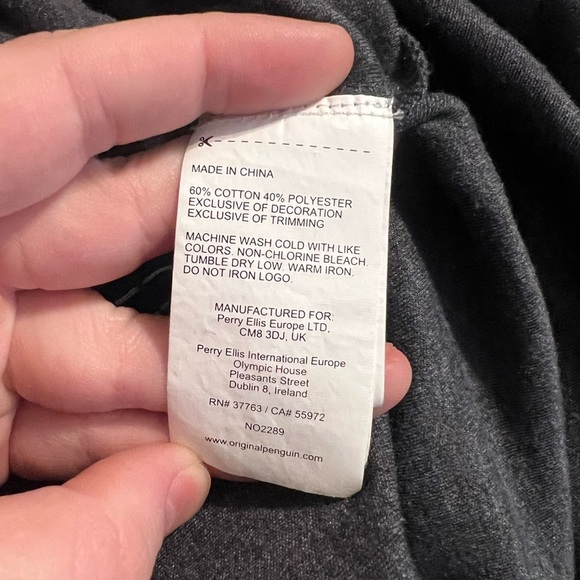 MADE IN CHINA
60% COTTON 40% POLYESTER
EXCLUSIVE OF DECORATION
EXCLUSIVE OF TRIMMING
MACHINE WASH COLD WITH LIKE
COLORS. NON-CHLORINE BLEACH.
TUMBLE DRY LOW. WARM IRON.
DO NOT IRON LOGO.
MANUFACTURED FOR:
Perry Ellis Europe LTD.
CM8 3DJ, UK
Perry Ellis International Europe
Olympic House
Pleasants Street
Dublin 8, Ireland
RN# 37763 / CA# 55972
NO2289
www.originalpenguin.com